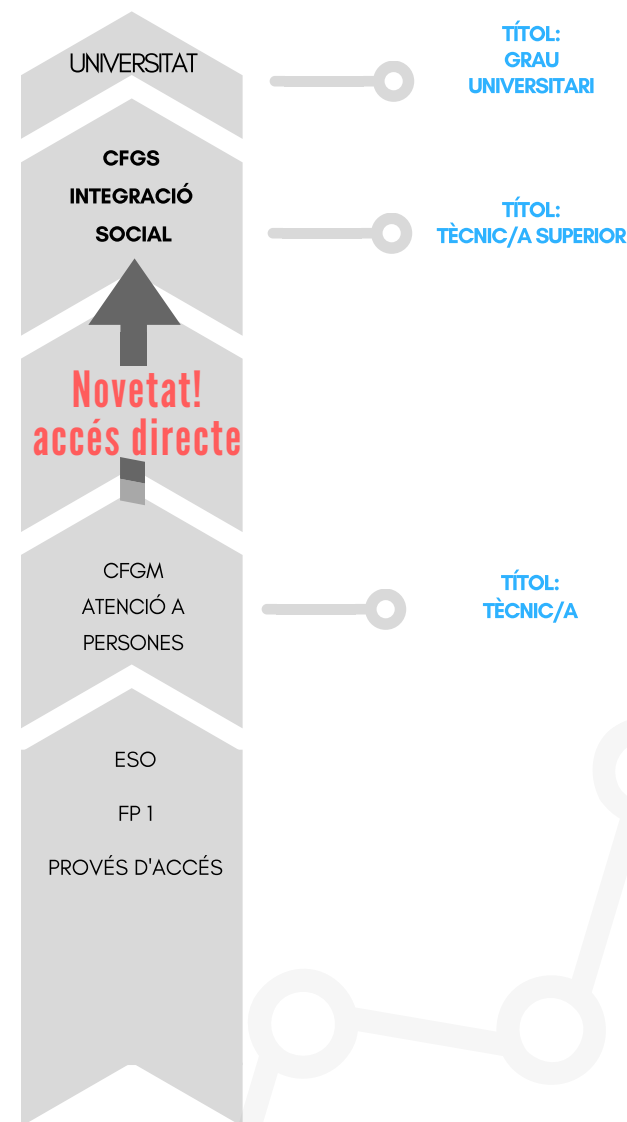 UNIVERSITAT
TÍTOL:
GRAU
UNIVERSITARI
CFGS
INTEGRACIÓ
SOCIAL
TÍTOL:
TÈCNIC/A SUPERIOR
Novetat!
accés directe
CFGM
ATENCIÓ A
PERSONES
TÍTOL:
TÈCNIC/A
ESO
FP 1
PROVÉS D'ACCÉS